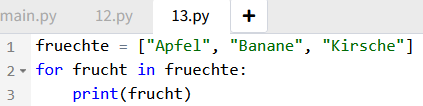 main.py 12.py 13.py +
1 fruechte = ["Apfel", "Banane", "Kirsche"]
2 for frucht in fruechte:
3     print(frucht)